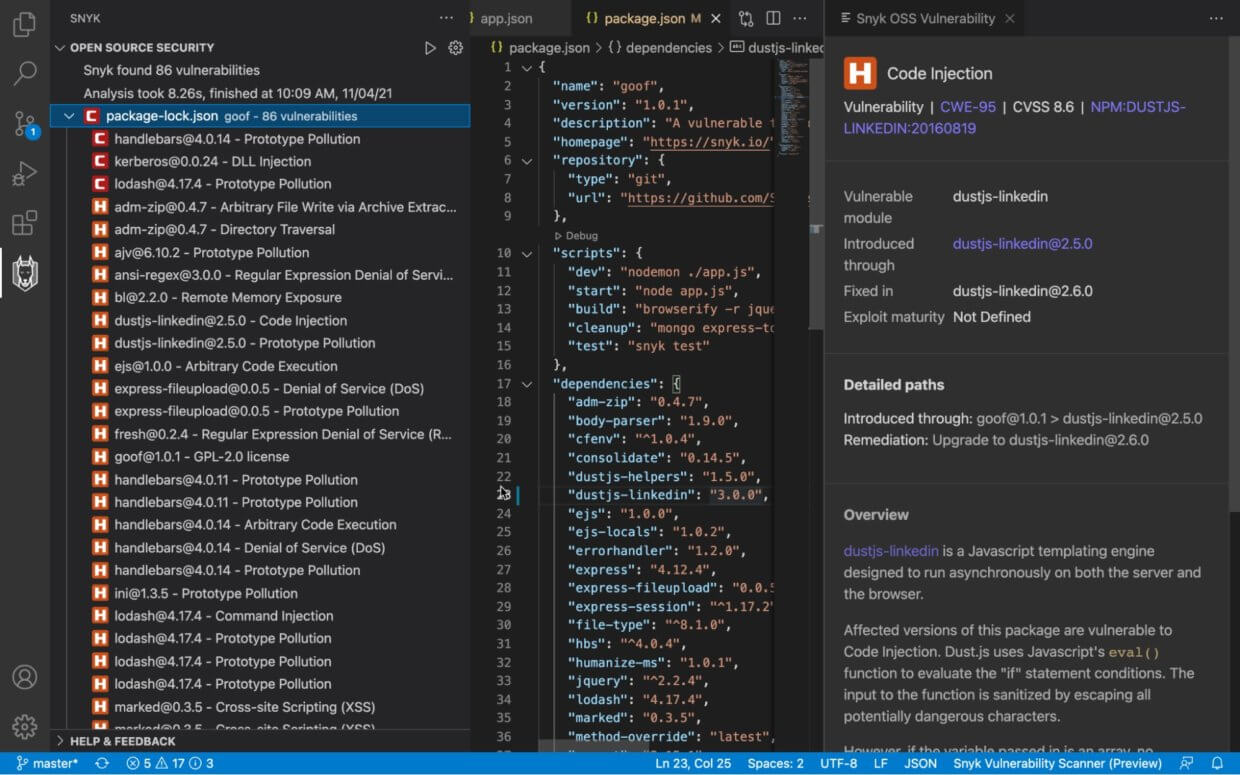 SNYK
OPEN SOURCE SECURITY
Snyk found 86 vulnerabilities
Analysis took 8.26s, finished at 10:09 AM, 11/04/21
package-lock.json goof - 86 vulnerabilities
C handlebars@4.0.14 - Prototype Pollution
C kerberos@0.0.24 - DLL Injection
C lodash@4.17.4 - Prototype Pollution
H adm-zip@0.4.7 - Arbitrary File Write via Archive Extrac...
H adm-zip@0.4.7 - Directory Traversal
H ajv@6.10.2 - Prototype Pollution
H ansi-regex@3.0.0 - Regular Expression Denial of Servi...
H bl@2.2.0 - Remote Memory Exposure
H dustjs-linkedin@2.5.0 - Code Injection
H dustjs-linkedin@2.5.0 - Prototype Pollution
H ejs@1.0.0 - Arbitrary Code Execution
H express-fileupload@0.0.5 - Denial of Service (DoS)
H express-fileupload@0.0.5 - Prototype Pollution
H fresh@0.2.4 - Regular Expression Denial of Service (R...
H goof@1.0.1 - GPL-2.0 license
H handlebars@4.0.11 - Prototype Pollution
H handlebars@4.0.11 - Prototype Pollution
H handlebars@4.0.14 - Arbitrary Code Execution
H handlebars@4.0.14 - Denial of Service (DoS)
H handlebars@4.0.14 - Prototype Pollution
H ini@1.3.5 - Prototype Pollution
H lodash@4.17.4 - Command Injection
H lodash@4.17.4 - Prototype Pollution
H lodash@4.17.4 - Prototype Pollution
H lodash@4.17.4 - Prototype Pollution
H marked@0.3.5 - Cross-site Scripting (XSS)
H marked@0.3.5 - Cross-site Scripting (XSS)
HELP & FEEDBACK
app.json
{} package.json M
{} package.json > {} dependencies > dustjs-linked
1 {
2 "name": "goof",
3 "version": "1.0.1",
4 "description": "A vulnerable
5 "homepage": "https://snyk.io/"
6 "repository": {
7 "type": "git",
8 "url": "https://github.com/S
9 },
Debug
10 "scripts": {
11 "dev": "nodemon ./app.js",
12 "start": "node app.js",
13 "build": "browserify -r jque
14 "cleanup": "mongo express-to
15 "test": "snyk test"
16 },
17 "dependencies": {
18 "adm-zip": "0.4.7",
19 "body-parser": "1.9.0",
20 "cfenv": "^1.0.4",
21 "consolidate": "0.14.5",
22 "dustjs-helpers": "1.5.0",
23 "dustjs-linkedin": "3.0.0",
24 "ejs": "1.0.0",
25 "ejs-locals": "1.0.2",
26 "errorhandler": "1.2.0",
27 "express": "4.12.4",
28 "express-fileupload": "0.0.5
29 "express-session": "^1.17.2"
30 "file-type": "^8.1.0",
31 "hbs": "^4.0.4",
32 "humanize-ms": "1.0.1",
33 "jquery": "^2.2.4",
34 "lodash": "4.17.4",
35 "marked": "0.3.5",
36 "method-override": "latest",
Snyk OSS Vulnerability
H Code Injection
Vulnerability | CWE-95 | CVSS 8.6 | NPM:DUSTJS-
LINKEDIN:20160819
Vulnerable module dustjs-linkedin
Introduced through dustjs-linkedin@2.5.0
Fixed in dustjs-linkedin@2.6.0
Exploit maturity Not Defined
Detailed paths
Introduced through: goof@1.0.1 > dustjs-linkedin@2.5.0
Remediation: Upgrade to dustjs-linkedin@2.6.0
Overview
dustjs-linkedin is a Javascript templating engine
designed to run asynchronously on both the server and
the browser.
Affected versions of this package are vulnerable to
Code Injection. Dust.js uses Javascript's eval()
function to evaluate the "if" statement conditions. The
input to the function is sanitized by escaping all
potentially dangerous characters.
However, if the variable passed in is an array, no
1
master* 5 17 3
Ln 23, Col 25 Spaces: 2 UTF-8 LF JSON Snyk Vulnerability Scanner (Preview)